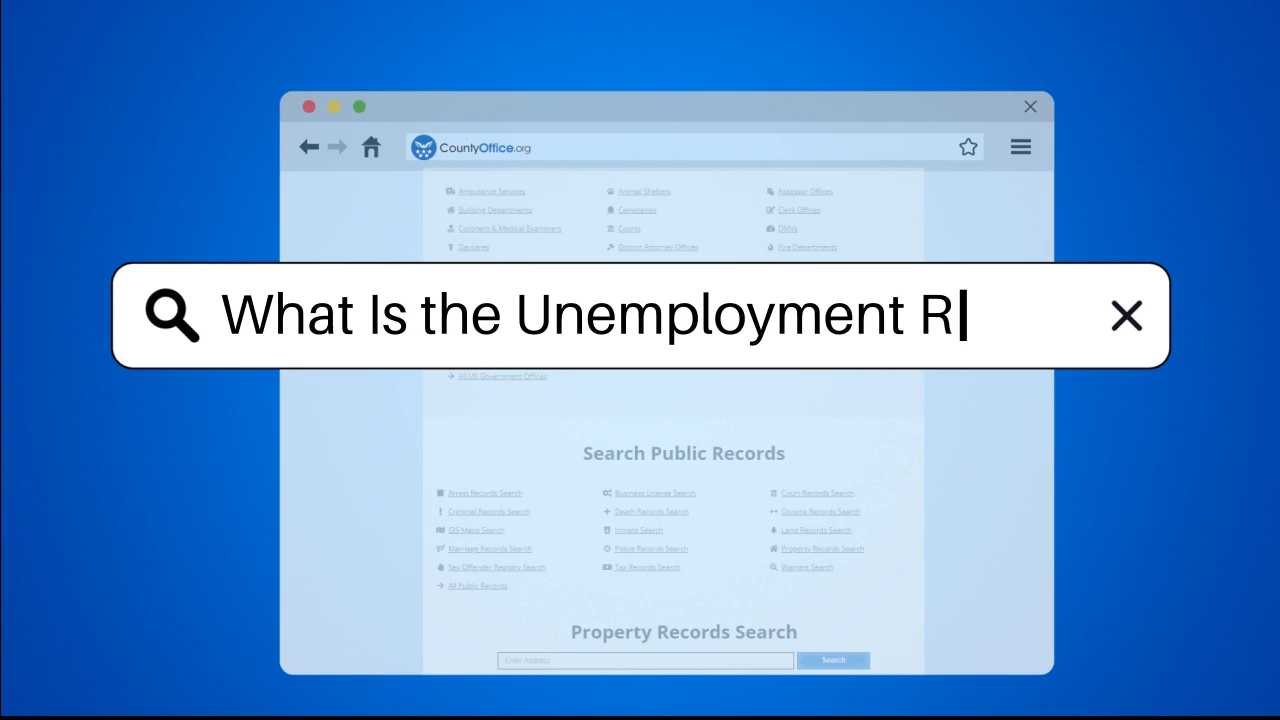 CountyOffice.org
Ambulance Services Animal Shelters Assessor Offices
Building Departments Cemeteries Clerk Offices
Coroners & Medical Examiners Courts DMVs
Daycares District Attorney Offices Fire Departments
What Is the Unemployment R
All US Government Offices
Search Public Records
Arrest Records Search Business License Search Court Records Search
Criminal Records Search Death Records Search Divorce Records Search
GIS Maps Search Inmate Search Land Records Search
Marriage Records Search Police Records Search Property Records Search
Sex Offender Registry Search Tax Records Search Warrant Search
All Public Records
Property Records Search
Enter Address Search